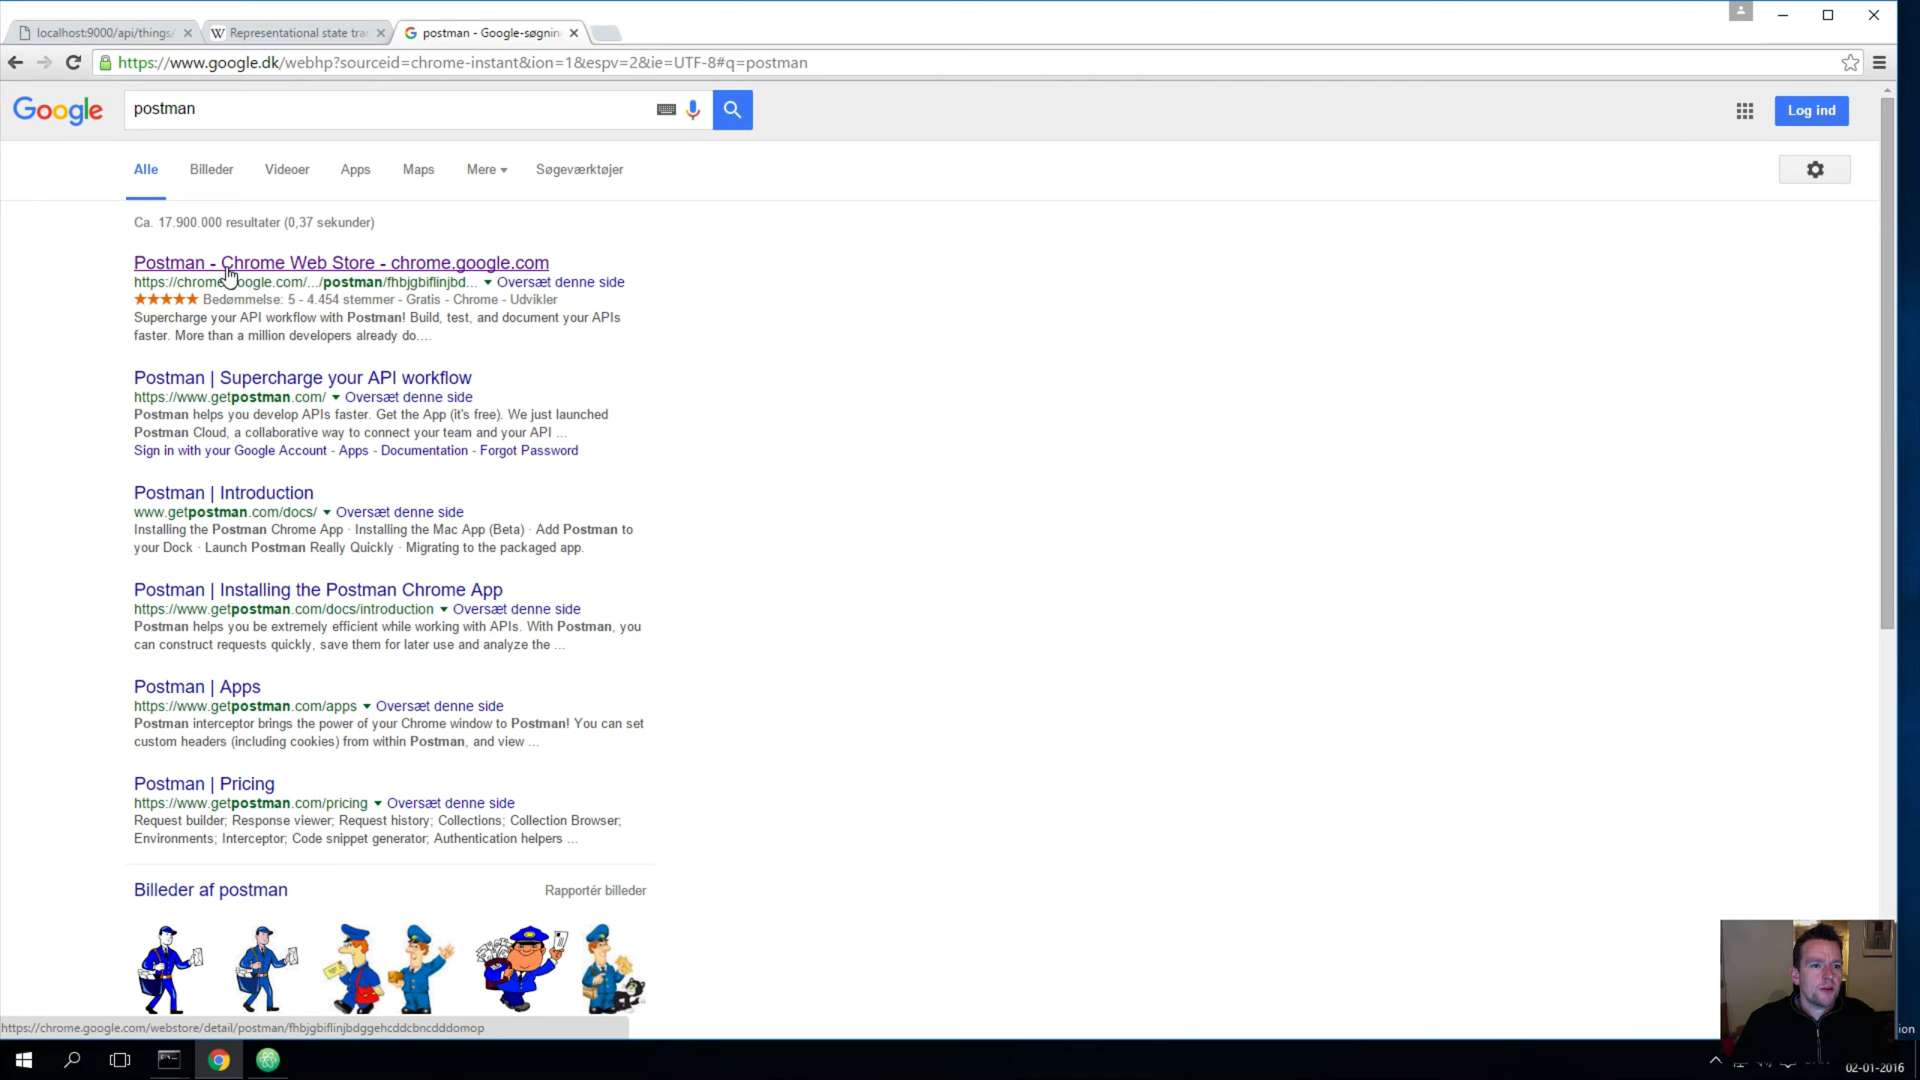 localhost:9000/api/things/
Representational state tra
postman - Google-søgning
https://www.google.dk/webhp?sourceid=chrome-instant&ion=1&espv=2&ie=UTF-8#q=postman
Google
postman
Log ind
Alle Billeder Videoer Apps Maps Mere Søgeværktøjer
Ca. 17.900.000 resultater (0,37 sekunder)
Postman - Chrome Web Store - chrome.google.com
https://chrome.google.com/.../postman/fhbjgbiflinjbd... Oversæt denne side
Bedømmelse: 5 - 4.454 stemmer - Gratis - Chrome - Udvikler
Supercharge your API workflow with Postman! Build, test, and document your APIs
faster. More than a million developers already do....
Postman | Supercharge your API workflow
https://www.getpostman.com/ Oversæt denne side
Postman helps you develop APIs faster. Get the App (it's free). We just launched
Postman Cloud, a collaborative way to connect your team and your API ...
Sign in with your Google Account - Apps - Documentation - Forgot Password
Postman | Introduction
www.getpostman.com/docs/ Oversæt denne side
Installing the Postman Chrome App · Installing the Mac App (Beta) · Add Postman to
your Dock · Launch Postman Really Quickly · Migrating to the packaged app.
Postman | Installing the Postman Chrome App
https://www.getpostman.com/docs/introduction Oversæt denne side
Postman helps you be extremely efficient while working with APIs. With Postman, you
can construct requests quickly, save them for later use and analyze the ...
Postman | Apps
https://www.getpostman.com/apps Oversæt denne side
Postman interceptor brings the power of your Chrome window to Postman! You can set
custom headers (including cookies) from within Postman, and view ...
Postman | Pricing
https://www.getpostman.com/pricing Oversæt denne side
Request builder; Response viewer; Request history; Collections; Collection Browser;
Environments; Interceptor; Code snippet generator; Authentication helpers ...
Billeder af postman
Rapportér billeder
https://chrome.google.com/webstore/detail/postman/fhbjgbiflinjbdggehcddcbncdddomop
ion
02-01-2016